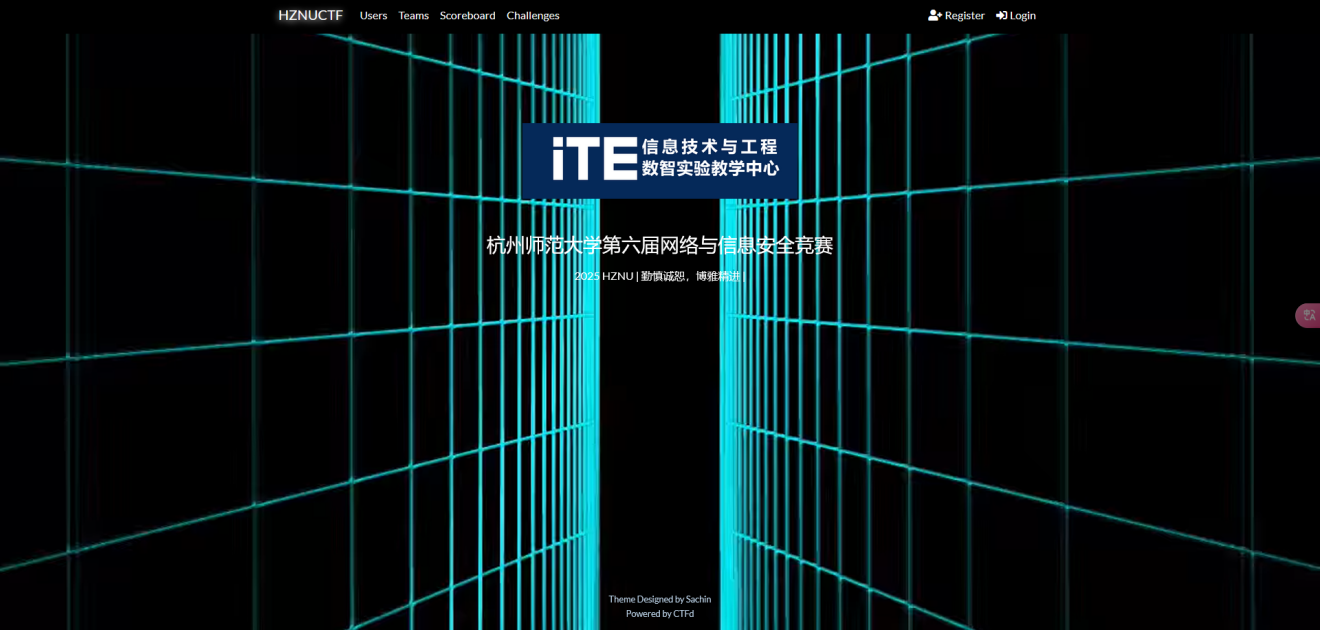 HZNUCTF Users Teams Scoreboard Challenges Register Login
iTE 信息技术与工程
数智实验教学中心
杭州师范大学第六届网络与信息安全竞赛
2025 HZNU | 勤慎诚恕，博雅精进 |
Theme Designed by Sachin
Powered by CTFd